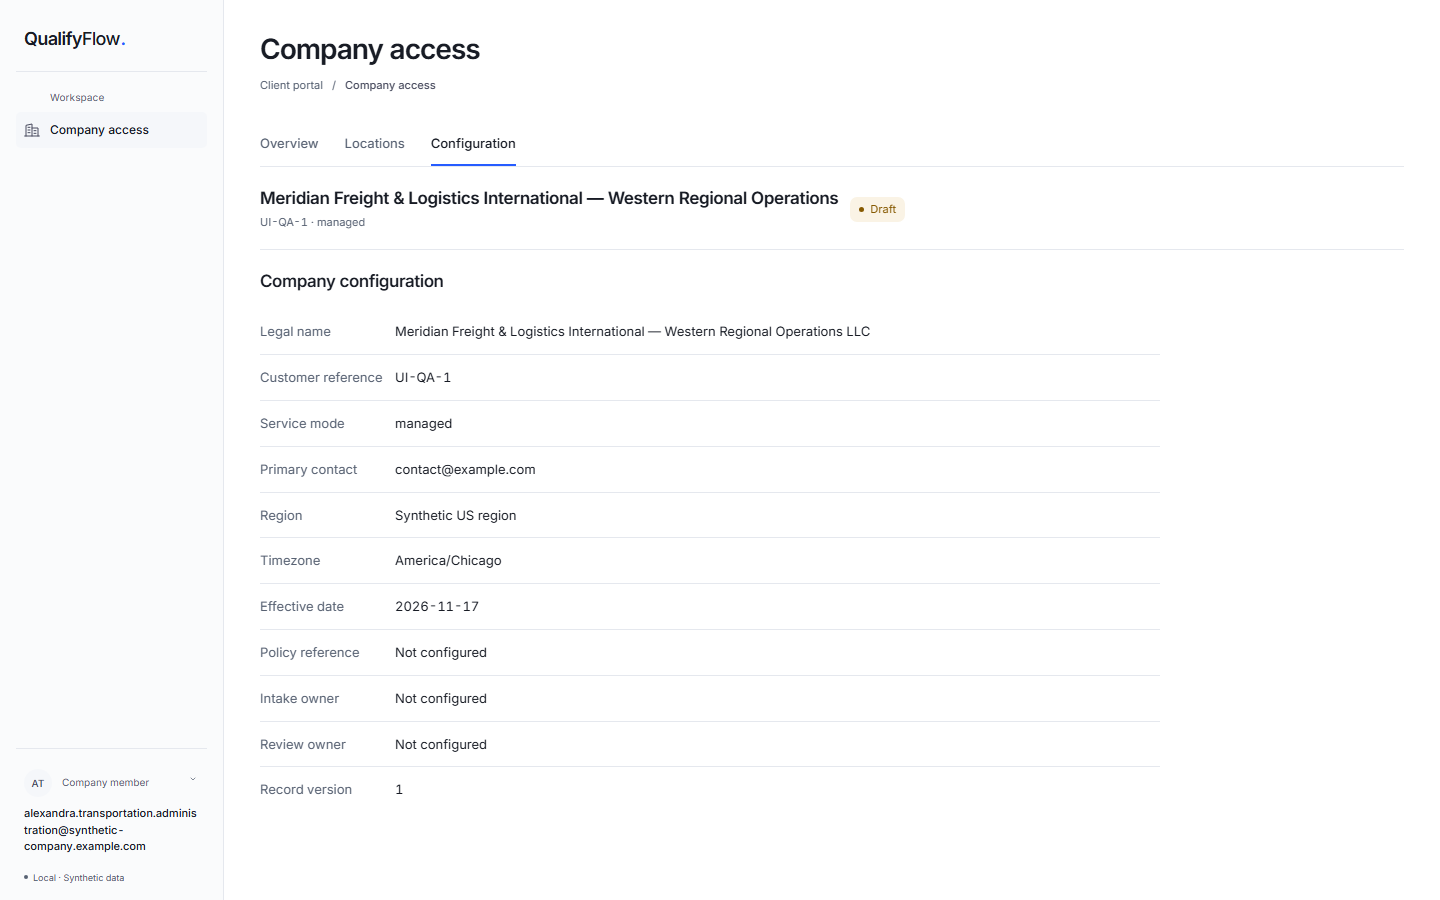 QualifyFlow.
Workspace
Company access
Company access
Client portal / Company access
Overview Locations Configuration
Meridian Freight & Logistics International — Western Regional Operations
Draft
UI-QA-1 · managed
Company configuration
Legal name Meridian Freight & Logistics International — Western Regional Operations LLC
Customer reference UI-QA-1
Service mode managed
Primary contact contact@example.com
Region Synthetic US region
Timezone America/Chicago
Effective date 2026-11-17
Policy reference Not configured
Intake owner Not configured
Review owner Not configured
Record version 1
AT Company member
alexandra.transportation.adminis
tration@synthetic-
company.example.com
Local · Synthetic data